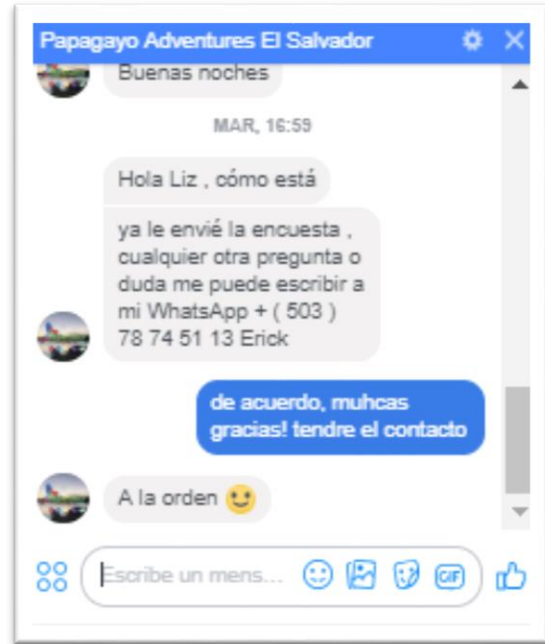 Papagayo Adventures El Salvador
Buenas noches
MAR, 16:59
Hola Liz , cómo está
ya le envié la encuesta ,
cualquier otra pregunta o
duda me puede escribir a
mi WhatsApp + ( 503 )
78 74 51 13 Erick
de acuerdo, muhcas
gracias! tendre el contacto
A la orden
Escribe un mens...
GIF